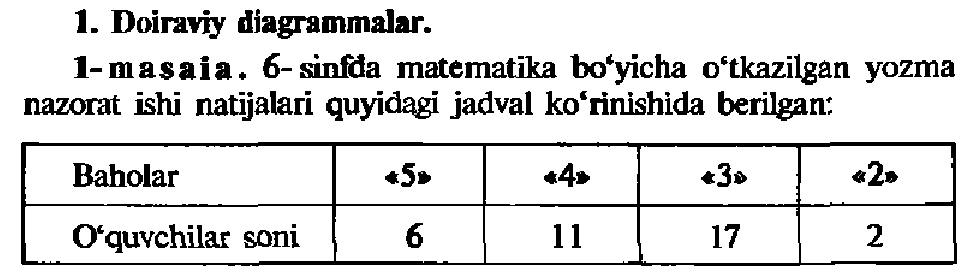 1. Doiraviy diagrammalar.
1-masaia. 6-sinfda matematika bo‘yicha o‘tkazilgan yozma
nazorat ishi natijalari quyidagi jadval ko‘rinishida berilgan:
Baholar «5» «4» «3» «2»
O‘quvchilar soni 6 11 17 2